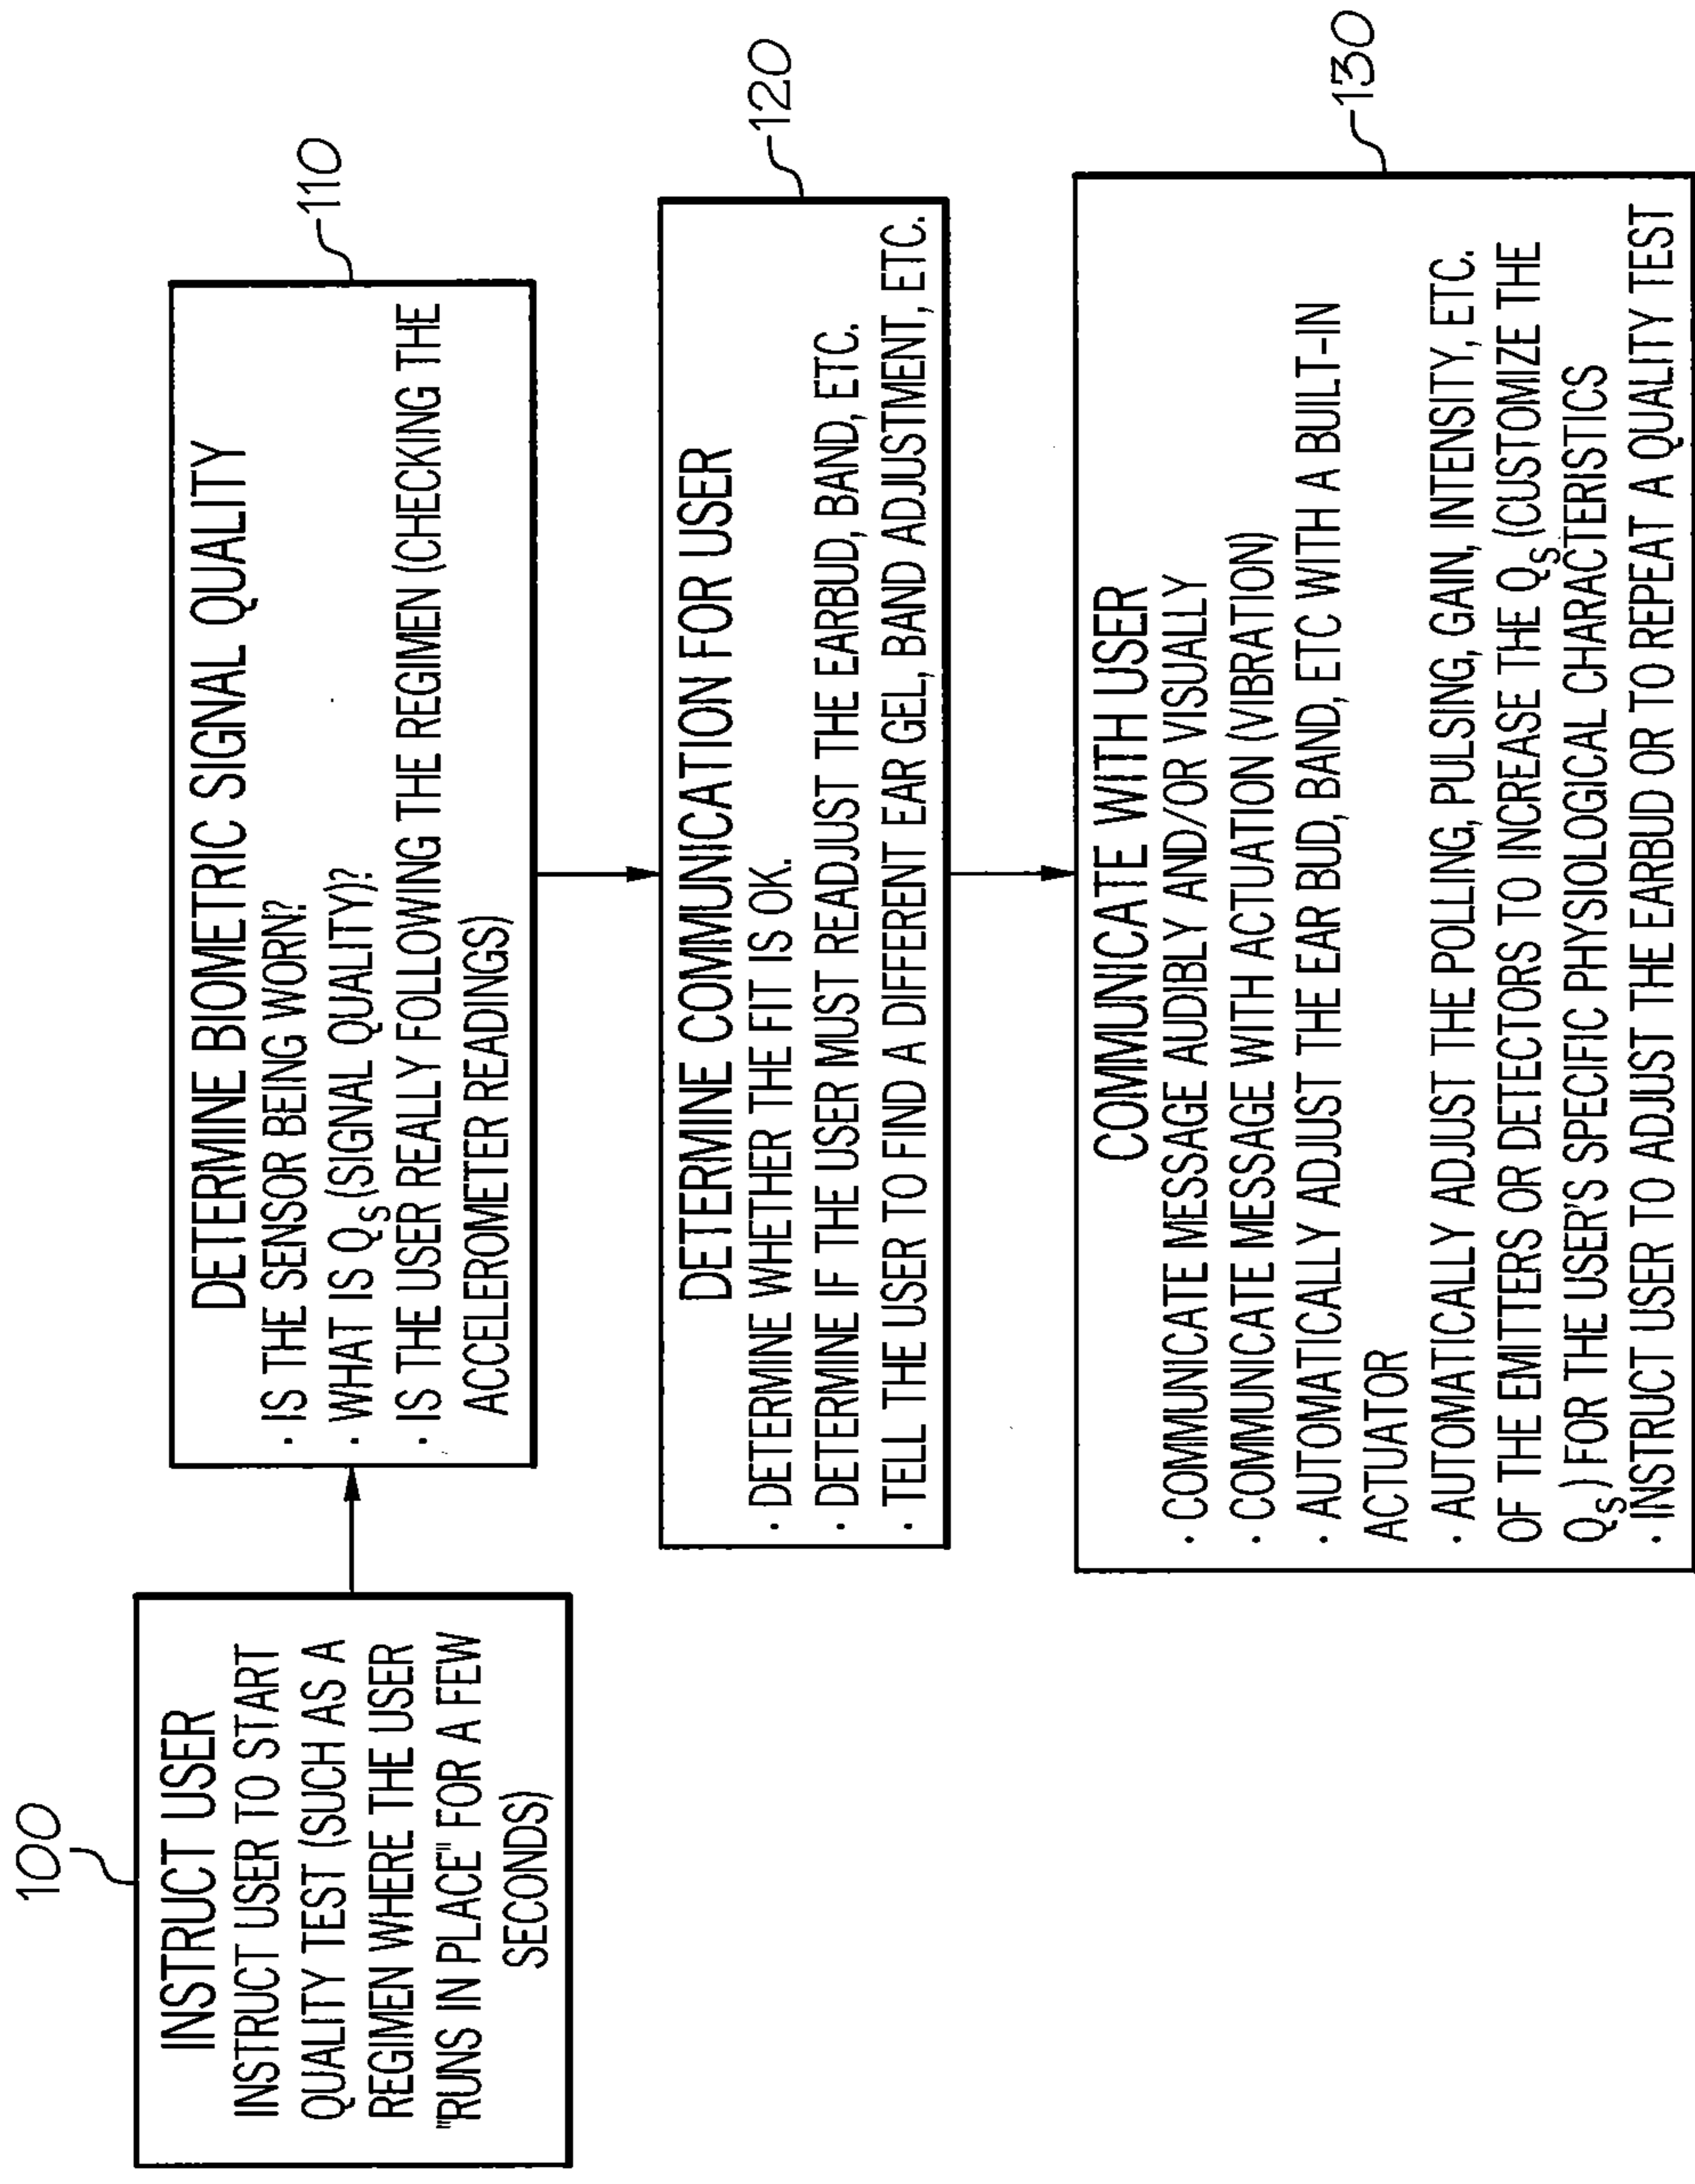 100
INSTRUCT USER
INSTRUCT USER TO START
QUALITY TEST (SUCH AS A
REGIMEN WHERE THE USER
"RUNS IN PLACE" FOR A FEW
SECONDS)
110
DETERMINE BIOMETRIC SIGNAL QUALITY
· IS THE SENSOR BEING WORN?
· WHAT IS Qs (SIGNAL QUALITY)?
· IS THE USER REALLY FOLLOWING THE REGIMEN (CHECKING THE
ACCELEROMETER READINGS)
120
DETERMINE COMMUNICATION FOR USER
· DETERMINE WHETHER THE FIT IS OK.
· DETERMINE IF THE USER MUST READJUST THE EARBUD, BAND, ETC.
· TELL THE USER TO FIND A DIFFERENT EAR GEL, BAND ADJUSTMENT, ETC.
130
COMMUNICATE WITH USER
· COMMUNICATE MESSAGE AUDIBLY AND/OR VISUALLY
· COMMUNICATE MESSAGE WITH ACTUATION (VIBRATION)
· AUTOMATICALLY ADJUST THE EAR BUD, BAND, ETC WITH A BUILT-IN
ACTUATOR
· AUTOMATICALLY ADJUST THE POLLING, PULSING, GAIN, INTENSITY, ETC.
OF THE EMITTERS OR DETECTORS TO INCREASE THE Qs (CUSTOMIZE THE
Qs) FOR THE USER'S SPECIFIC PHYSIOLOGICAL CHARACTERISTICS
· INSTRUCT USER TO ADJUST THE EARBUD OR TO REPEAT A QUALITY TEST